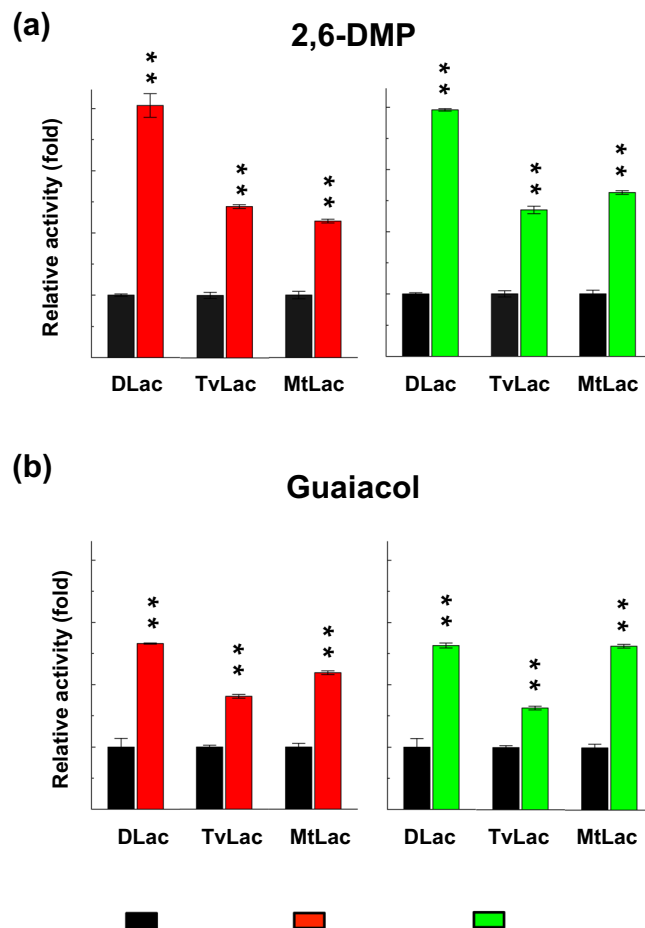 (a)
2,6-DMP
Relative activity (fold)
**
**
**
**
**
**
DLac TvLac MtLac DLac TvLac MtLac
(b)
Guaiacol
Relative activity (fold)
**
**
**
**
**
**
DLac TvLac MtLac DLac TvLac MtLac